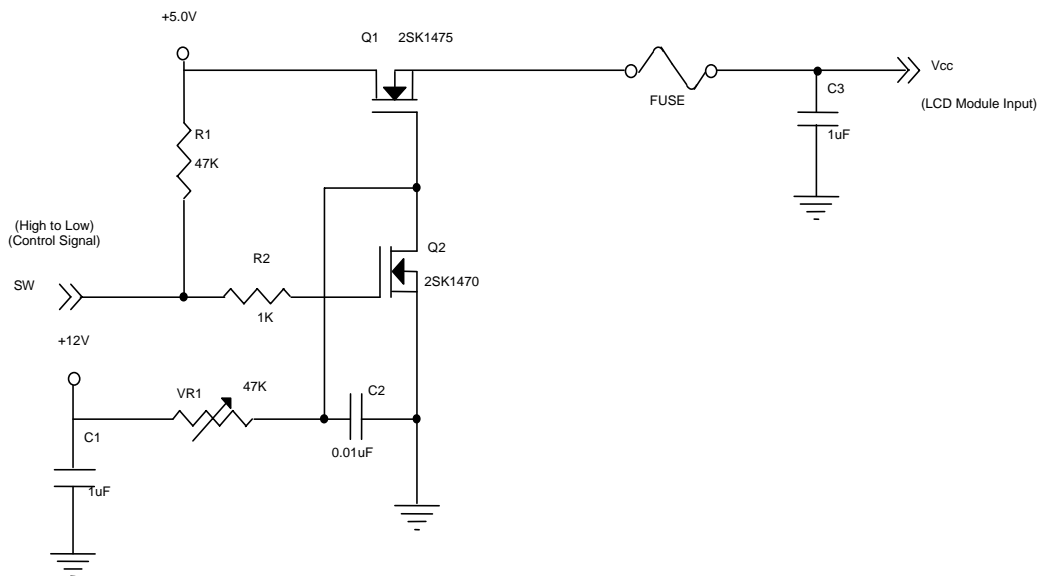 +5.0V
Q1 2SK1475
Vcc
C3
FUSE
(LCD Module Input)
R1
1uF
47K
(High to Low)
(Control Signal)
Q2
R2
2SK1470
SW
1K
+12V
VR1
47K
C2
C1
0.01uF
1uF